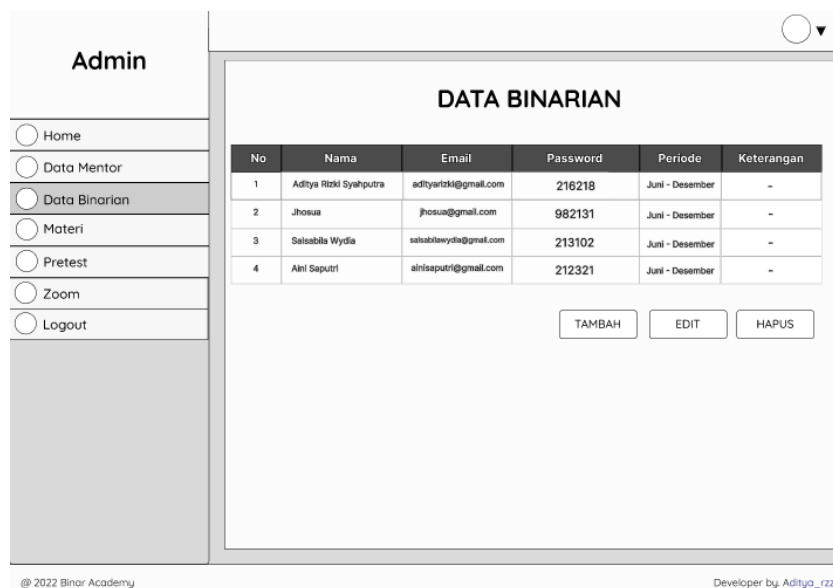 Admin
Home
Data Mentor
Data Binarian
Materi
Pretest
Zoom
Logout
DATA BINARIAN
No Nama Email Password Periode Keterangan
1 Aditya Rizki Syahputra adityarizki@gmail.com 216218 Juni - Desember -
2 Jhosua jhosua@gmail.com 982131 Juni - Desember -
3 Salsabila Wydia salsabilawydia@gmail.com 213102 Juni - Desember -
4 Aini Saputri ainisaputri@gmail.com 212321 Juni - Desember -
TAMBAH EDIT HAPUS
@ 2022 Binar Academy Developer by. Aditya_rzz